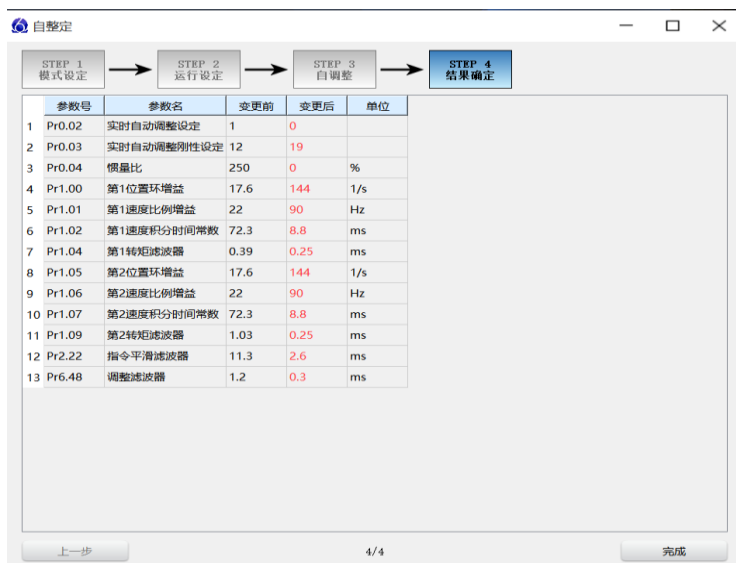 自整定
STEP 1
模式设定
STEP 2
运行设定
STEP 3
自调整
STEP 4
结果确定
参数号 参数名 变更前 变更后 单位
1 Pr0.02 实时自动调整设定 1 0
2 Pr0.03 实时自动调整刚性设定 12 19
3 Pr0.04 惯量比 250 0 %
4 Pr1.00 第1位置环增益 17.6 144 1/s
5 Pr1.01 第1速度比例增益 22 90 Hz
6 Pr1.02 第1速度积分时间常数 72.3 8.8 ms
7 Pr1.04 第1转矩滤波器 0.39 0.25 ms
8 Pr1.05 第2位置环增益 17.6 144 1/s
9 Pr1.06 第2速度比例增益 22 90 Hz
10 Pr1.07 第2速度积分时间常数 72.3 8.8 ms
11 Pr1.09 第2转矩滤波器 1.03 0.25 ms
12 Pr2.22 指令平滑滤波器 11.3 2.6 ms
13 Pr6.48 调整滤波器 1.2 0.3 ms
上一步 4/4 完成